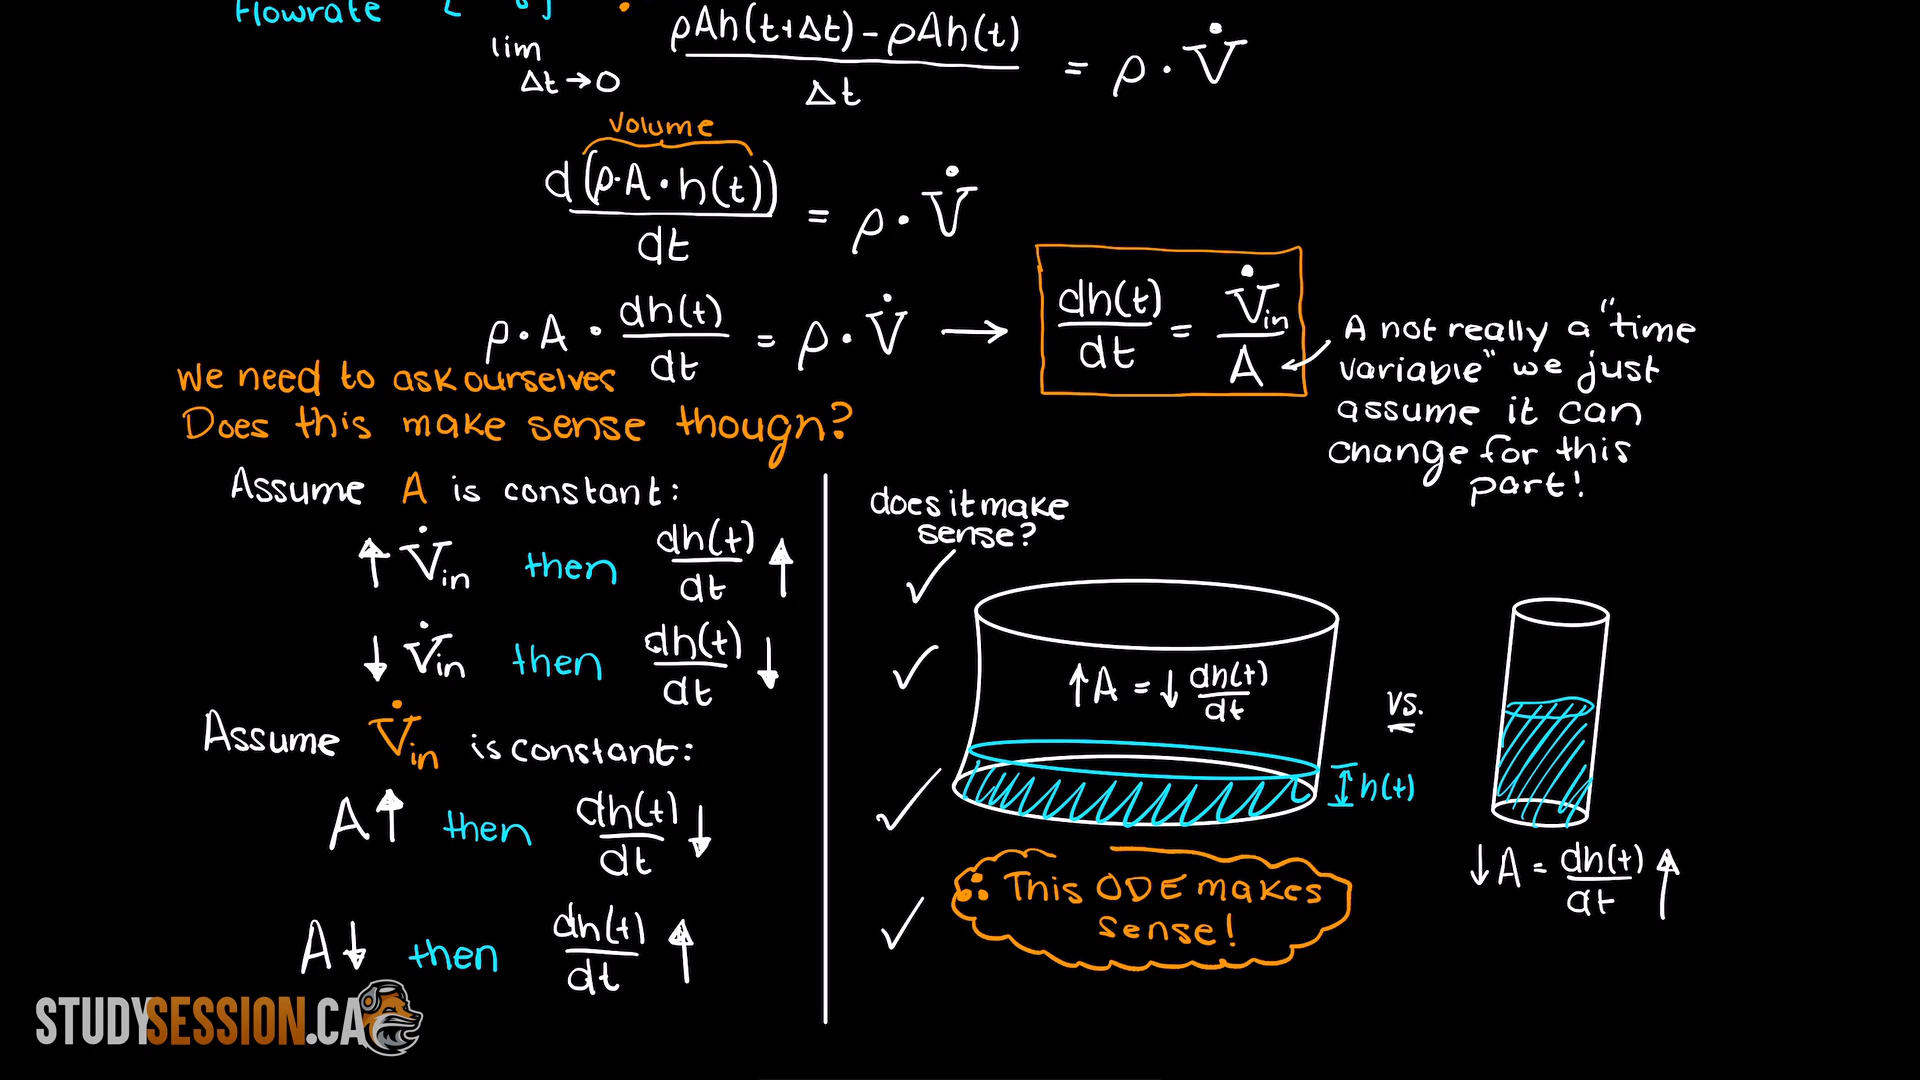 flowrate
lim Δt→0 ρAh(t+Δt) - ρAh(t) / Δt = ρ · V̇
volume
d(ρ·A·h(t)) / dt = ρ · V̇
ρ · A · dh(t)/dt = ρ · V̇ → dh(t)/dt = V̇in / A
A not really a "time
variable" we just
assume it can
change for this
part!
We need to ask ourselves
Does this make sense though?
Assume A is constant:
↑ V̇in then dh(t)/dt ↑
↓ V̇in then dh(t)/dt ↓
Assume V̇in is constant:
A↑ then dh(t)/dt ↓
A↓ then dh(t)/dt ↑
does it make
sense?
↑A = ↓ dh(t)/dt
h(t)
vs.
↓A = dh(t)/dt ↑
∴ This ODE makes
sense!
STUDYSESSION.CA